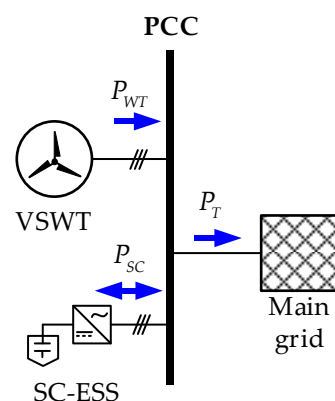 PCC
P_WT
VSWT
P_T
P_SC
Main
grid
SC-ESS